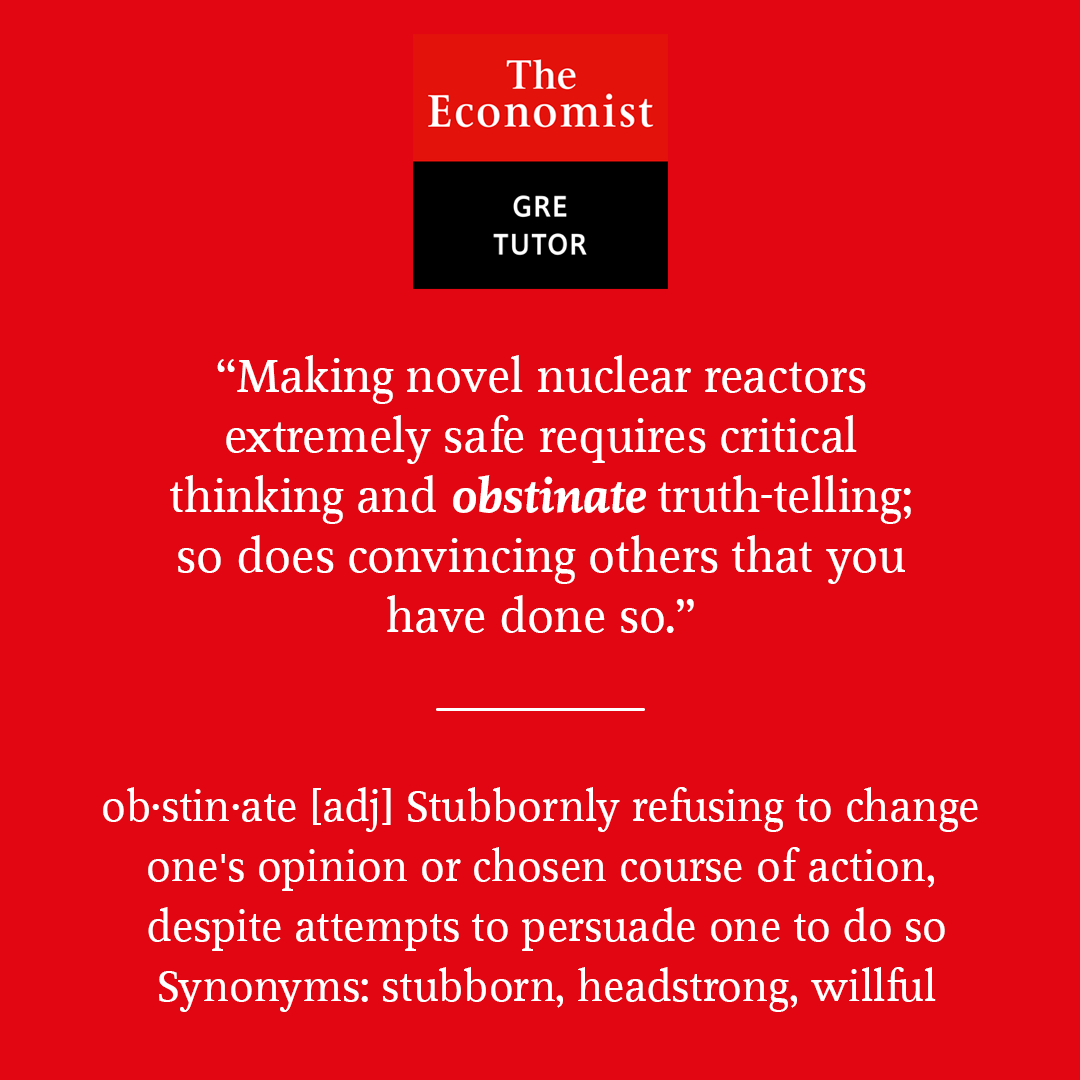 The
Economist
GRE
TUTOR
“Making novel nuclear reactors
extremely safe requires critical
thinking and obstinate truth-telling;
so does convincing others that you
have done so.”
ob·stin·ate [adj] Stubbornly refusing to change
one's opinion or chosen course of action,
despite attempts to persuade one to do so
Synonyms: stubborn, headstrong, willful